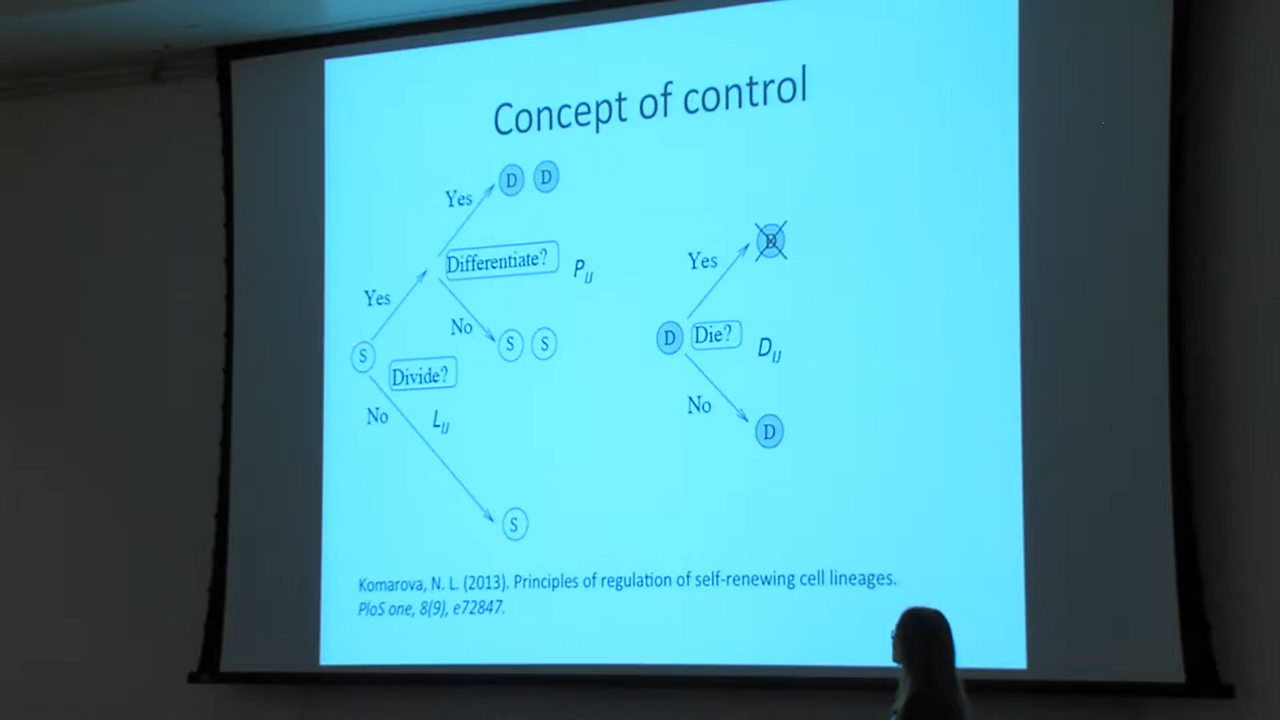 Concept of control
Yes
D D
Differentiate?
P_IJ
Yes
No
S S
S
Divide?
No
L_IJ
S
Yes
D
D
Die?
D_IJ
No
D
Komarova, N. L. (2013). Principles of regulation of self-renewing cell lineages.
PloS one, 8(9), e72847.